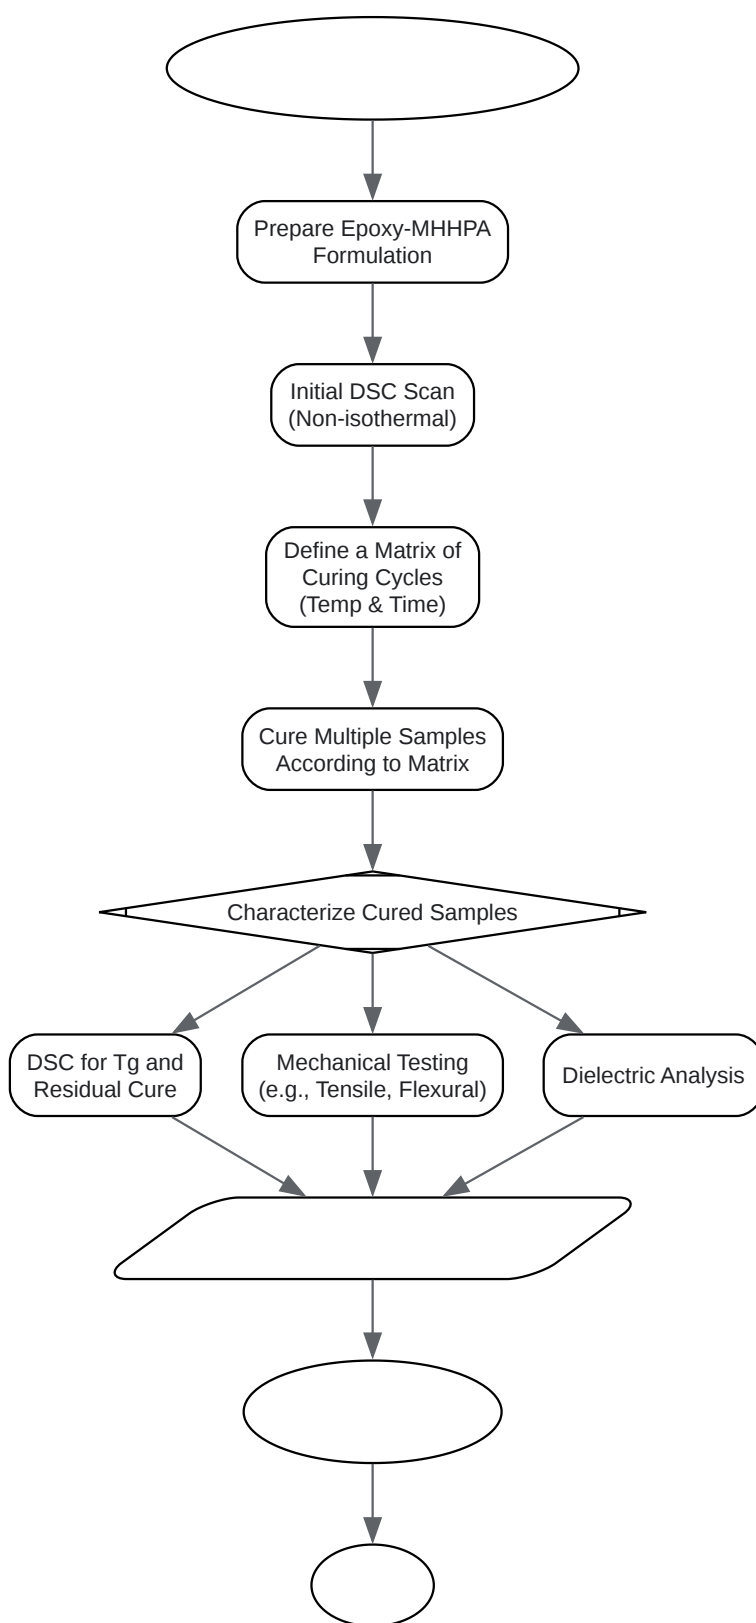 Prepare Epoxy-MHHPA
Formulation
Initial DSC Scan
(Non-isothermal)
Define a Matrix of
Curing Cycles
(Temp & Time)
Cure Multiple Samples
According to Matrix
Characterize Cured Samples
DSC for Tg and
Residual Cure
Mechanical Testing
(e.g., Tensile, Flexural)
Dielectric Analysis